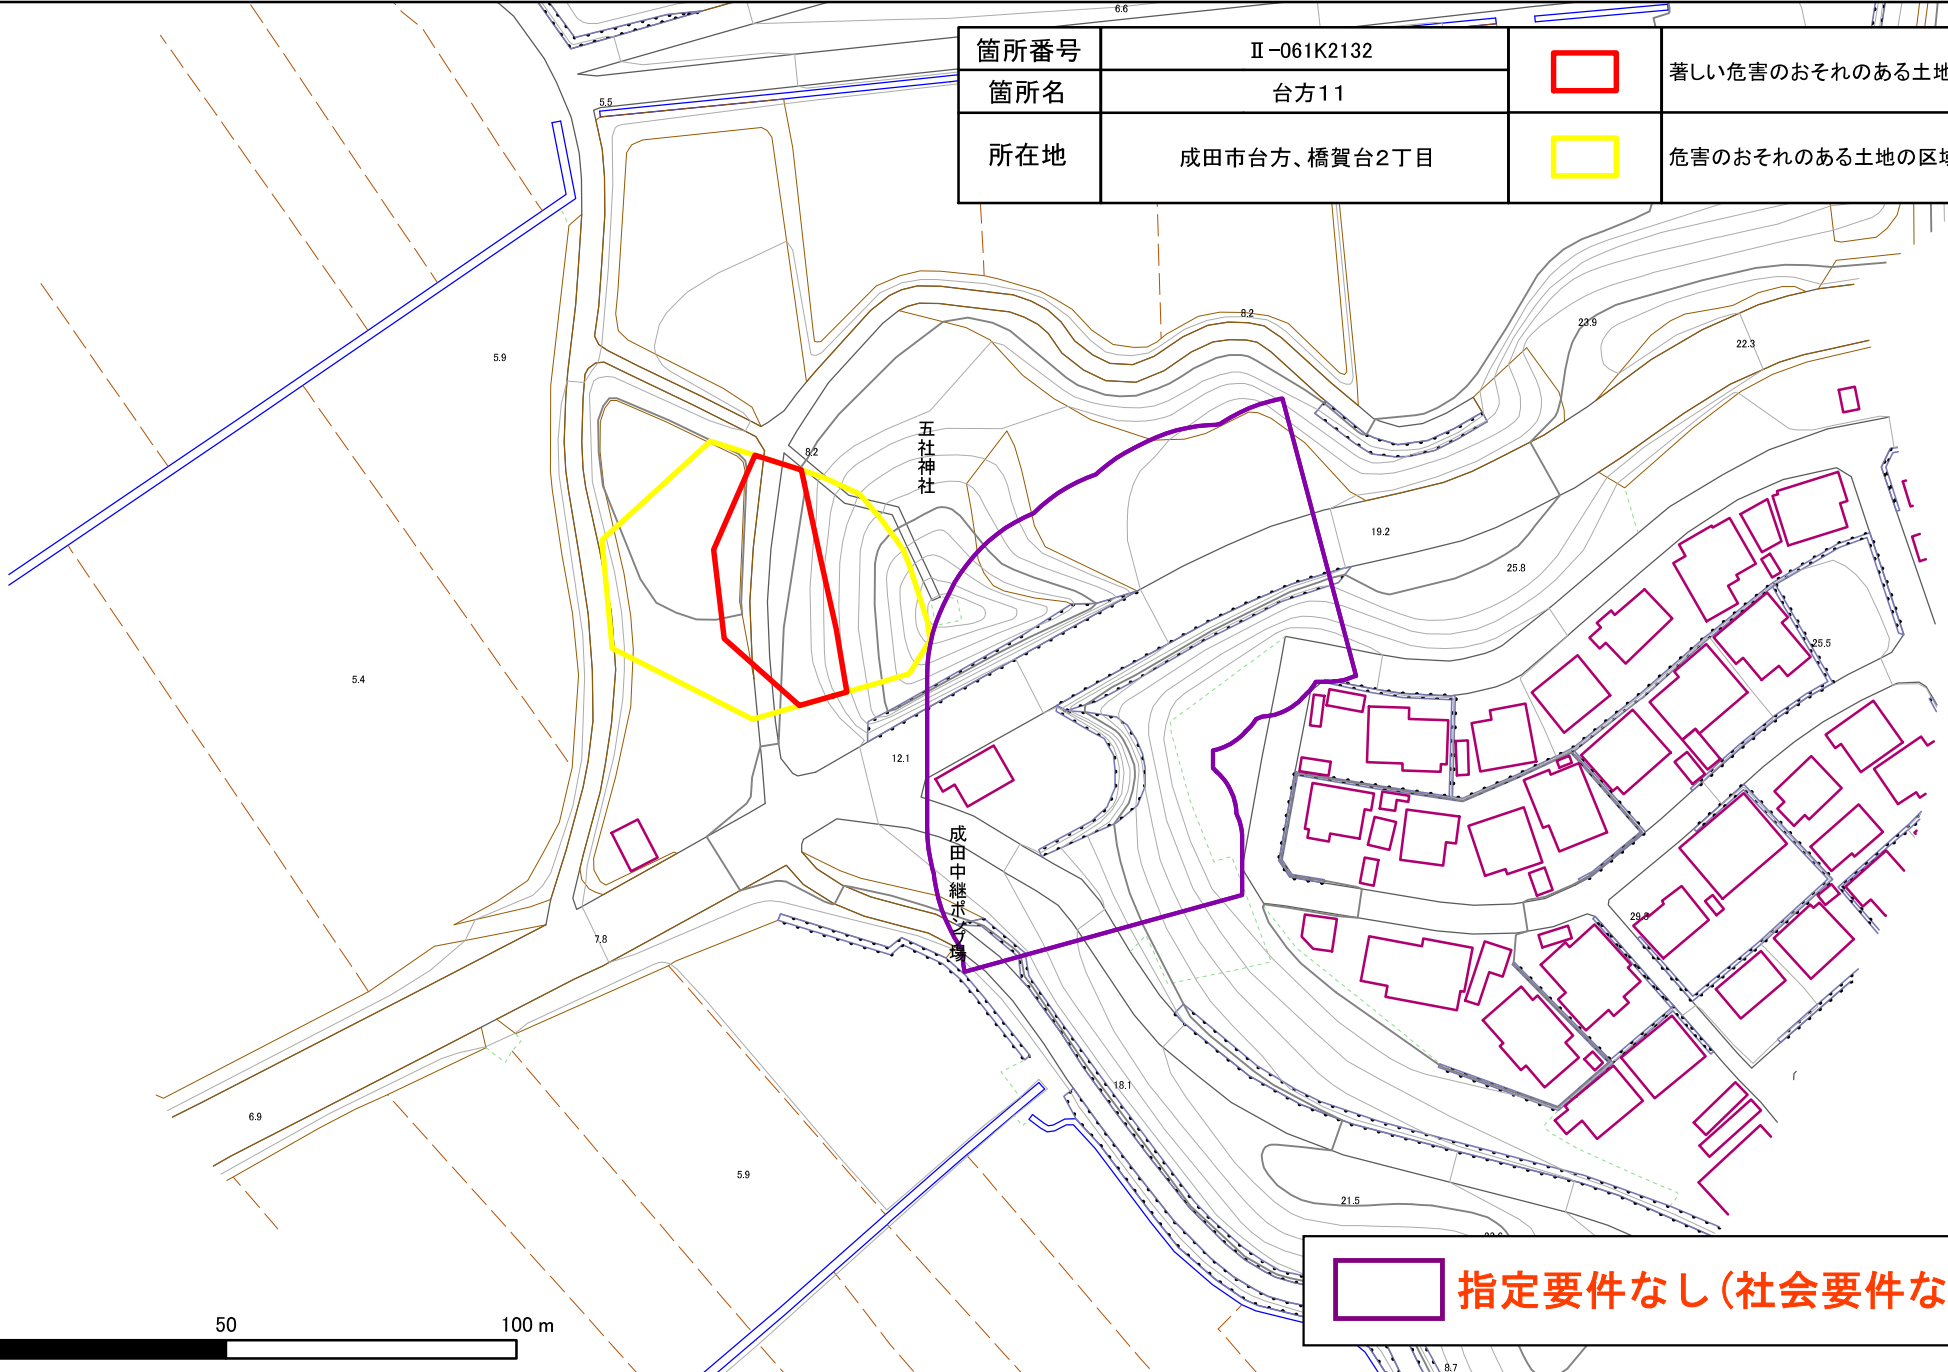 6.6
箇所番号 Ⅱ-061K2132
著しい危害のおそれのある土地
箇所名 台方11
所在地 成田市台方、橋賀台2丁目
危害のおそれのある土地の区域
5.5
8.2
23.9
22.3
5.9
8.2
五社神社
19.2
25.8
25.5
5.4
12.1
成田中継ポンプ場
29.3
7.8
18.1
6.9
5.9
21.5
指定要件なし(社会要件な
50
100 m
8.7